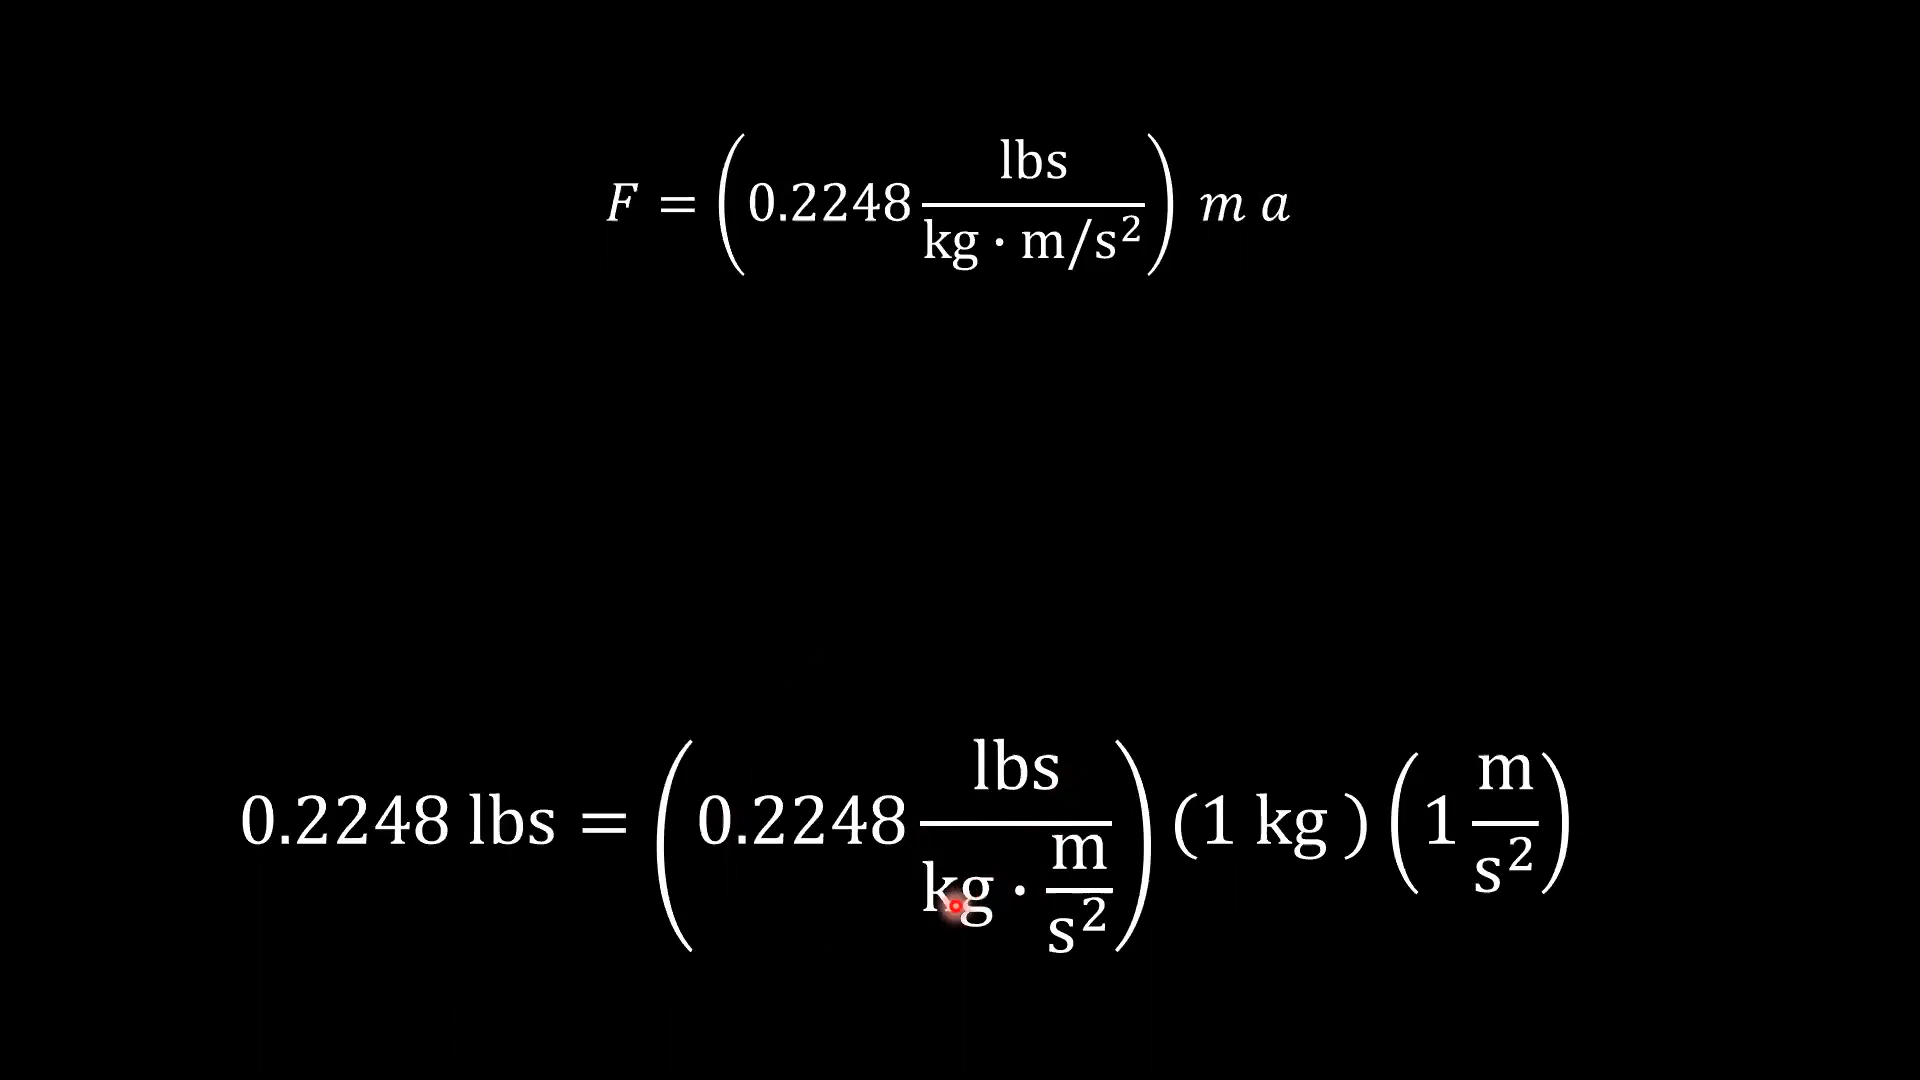 F = (0.2248 lbs/(kg · m/s²)) m a
0.2248 lbs = (0.2248 lbs/(kg · m/s²)) (1 kg ) (1 m/s²)